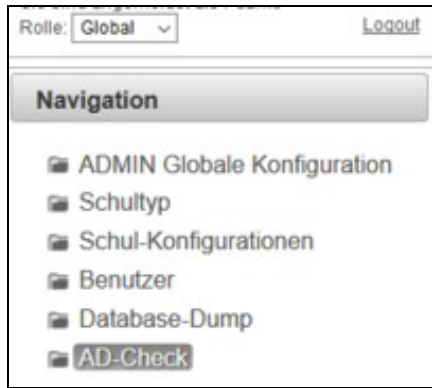 Rolle: Global
Logout
Navigation
ADMIN Globale Konfiguration
Schultyp
Schul-Konfigurationen
Benutzer
Database-Dump
AD-Check